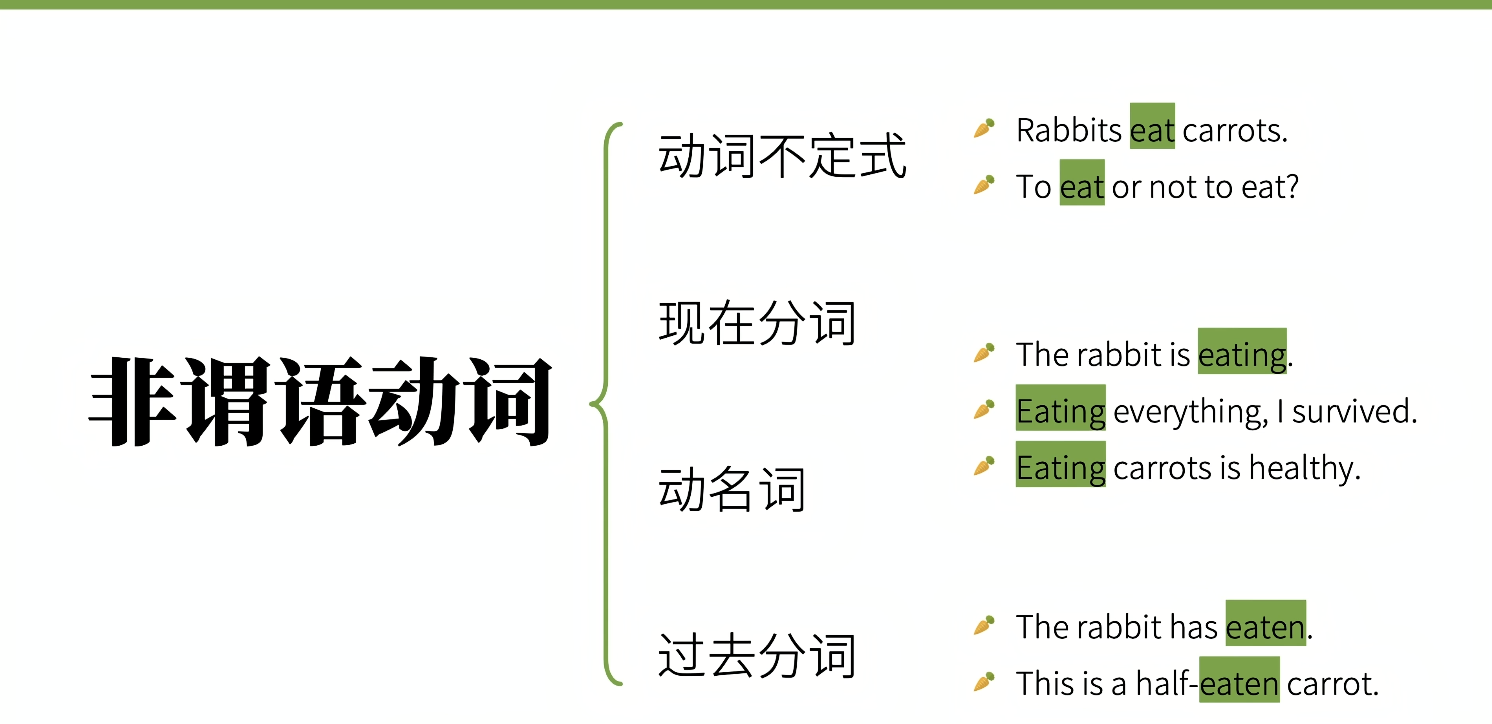 非谓语动词
动词不定式
Rabbits eat carrots.
To eat or not to eat?
现在分词
The rabbit is eating.
Eating everything, I survived.
Eating carrots is healthy.
动名词
过去分词
The rabbit has eaten.
This is a half-eaten carrot.